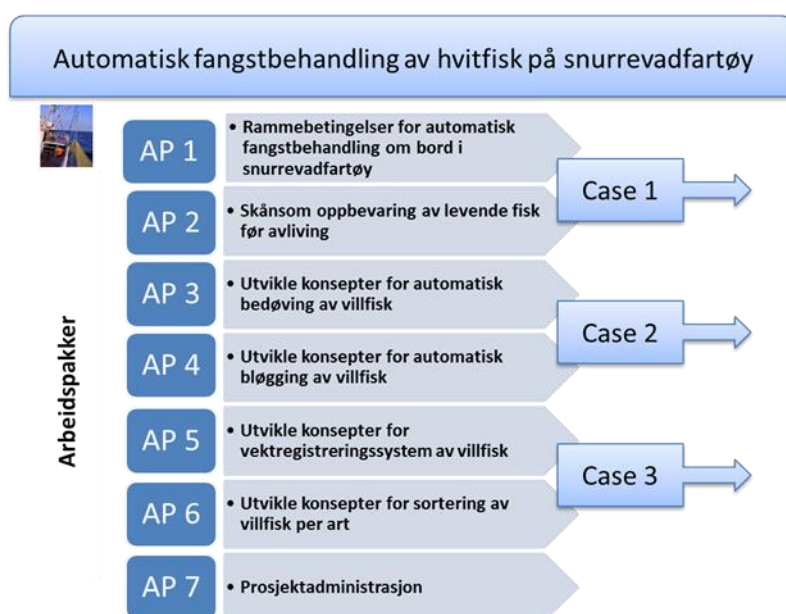 Automatisk fangstbehandling av hvitfisk på snurrevadfartøy
Arbeidspakker
AP 1
• Rammebetingelser for automatisk
fangstbehandling om bord i
snurrevadfartøy
AP 2
• Skånsom oppbevaring av levende fisk
før avliving
Case 1
AP 3
• Utvikle konsepter for automatisk
bedøving av villfisk
AP 4
• Utvikle konsepter for automatisk
bløgging av villfisk
Case 2
AP 5
• Utvikle konsepter for
vektregistreringssystem av villfisk
AP 6
• Utvikle konsepter for sortering av
villfisk per art
Case 3
AP 7
• Prosjektadministrasjon